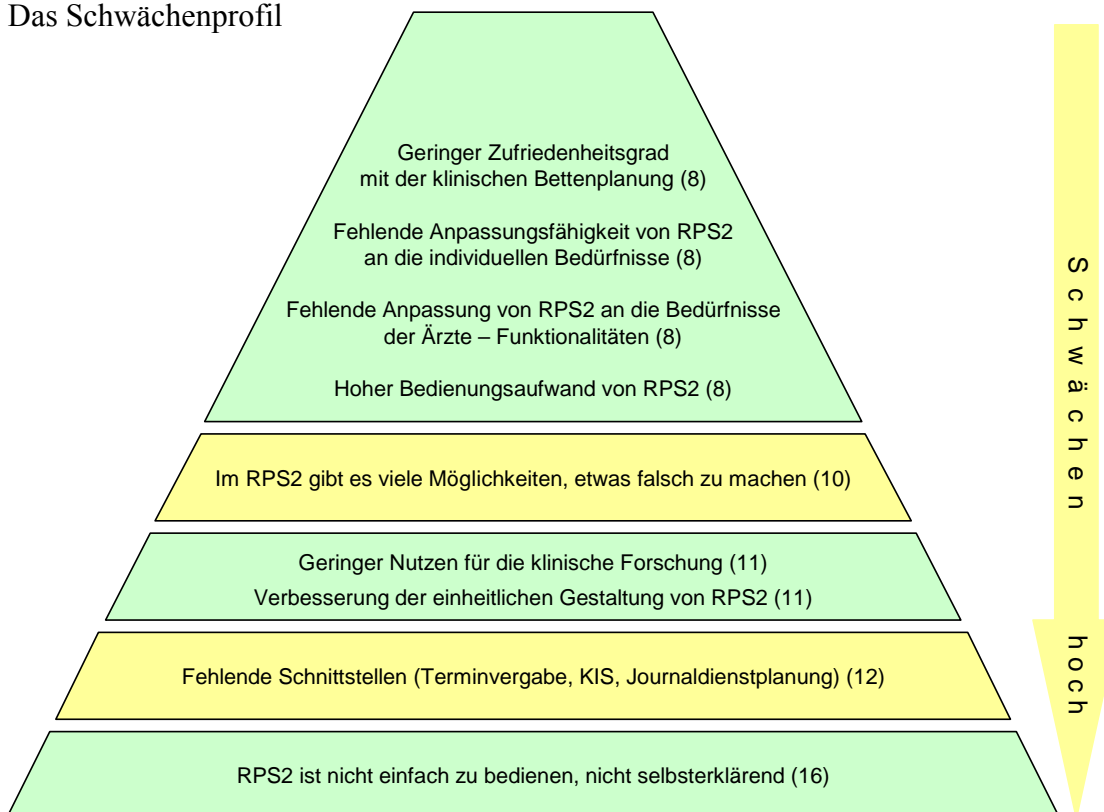 Das Schwächenprofil
Geringer Zufriedenheitsgrad
mit der klinischen Bettenplanung (8)
Fehlende Anpassungsfähigkeit von RPS2
an die individuellen Bedürfnisse (8)
Fehlende Anpassung von RPS2 an die Bedürfnisse
der Ärzte – Funktionalitäten (8)
Hoher Bedienungsaufwand von RPS2 (8)
Im RPS2 gibt es viele Möglichkeiten, etwas falsch zu machen (10)
Geringer Nutzen für die klinische Forschung (11)
Verbesserung der einheitlichen Gestaltung von RPS2 (11)
Fehlende Schnittstellen (Terminvergabe, KIS, Journaldienstplanung) (12)
RPS2 ist nicht einfach zu bedienen, nicht selbsterklärend (16)
Schwächen hoch